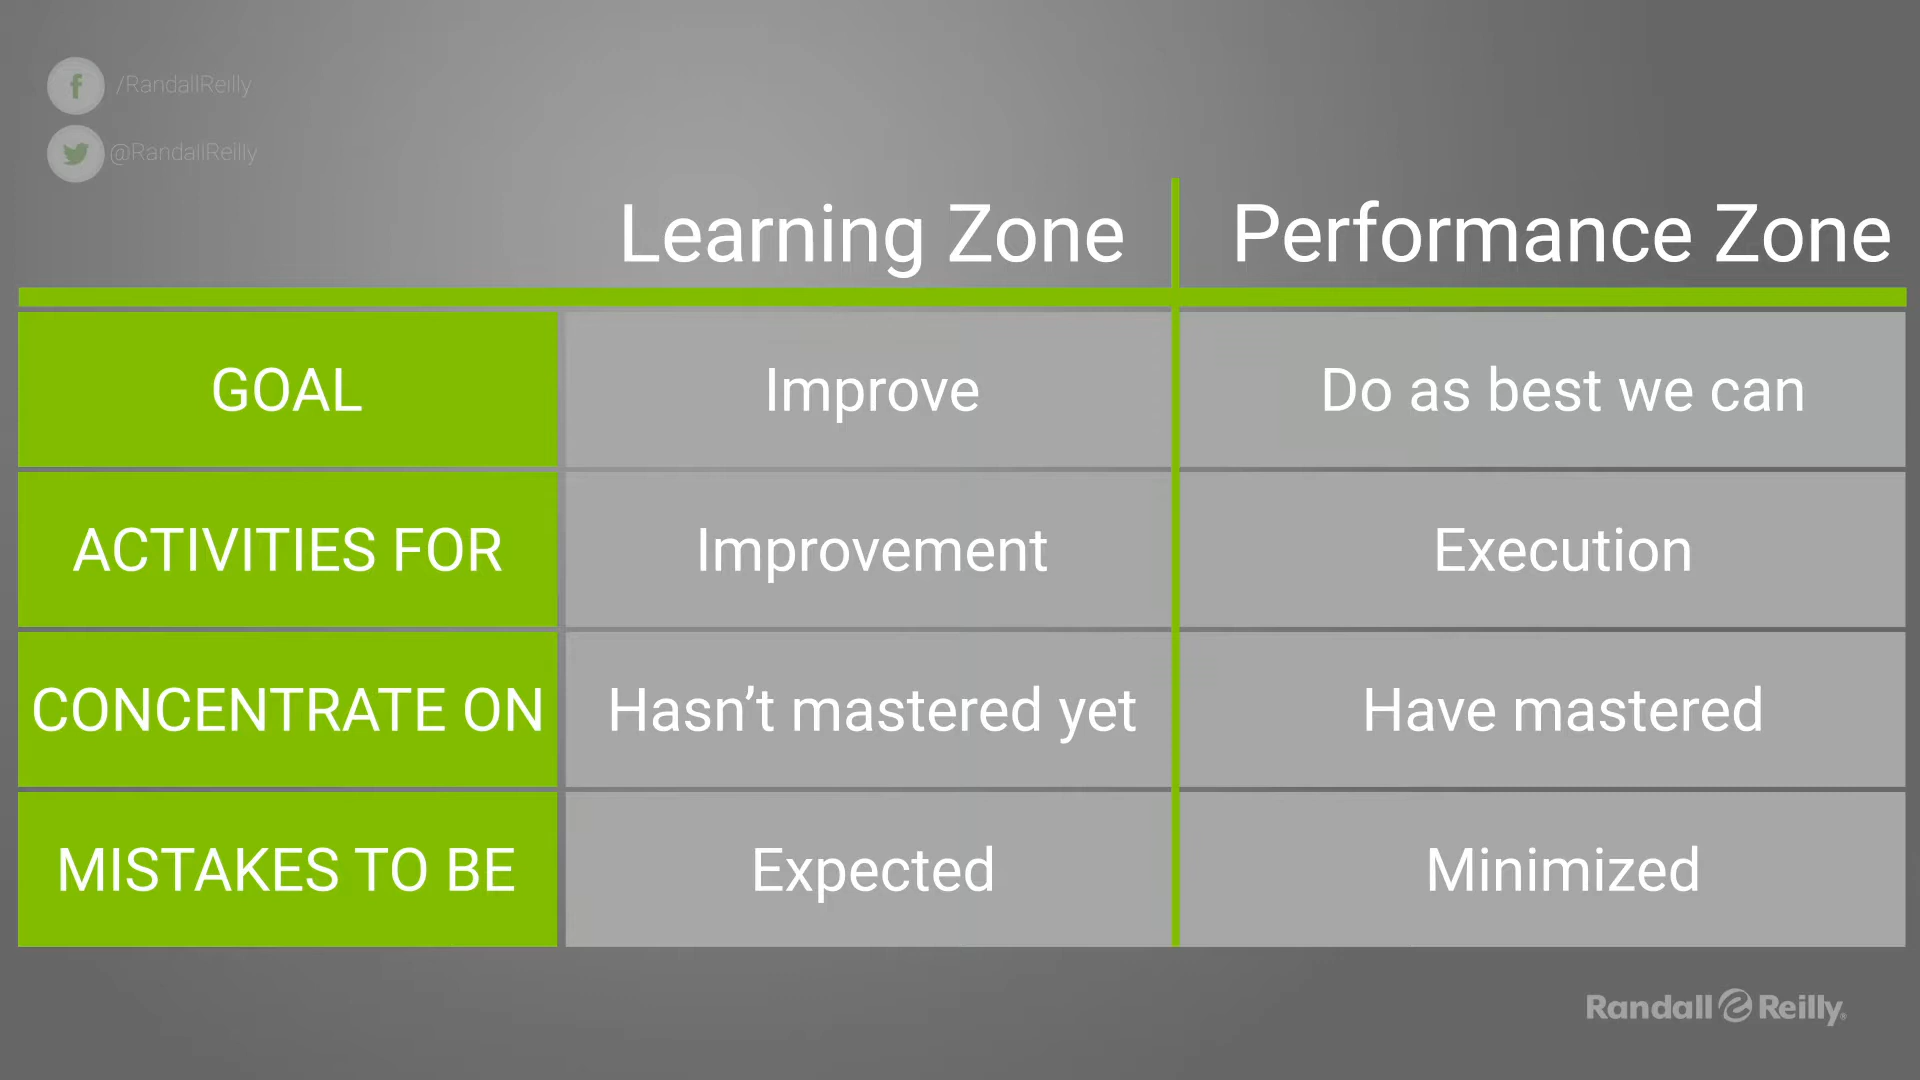 /RandallReilly
@RandallReilly
Learning Zone Performance Zone
GOAL Improve Do as best we can
ACTIVITIES FOR Improvement Execution
CONCENTRATE ON Hasn’t mastered yet Have mastered
MISTAKES TO BE Expected Minimized
Randall Reilly®